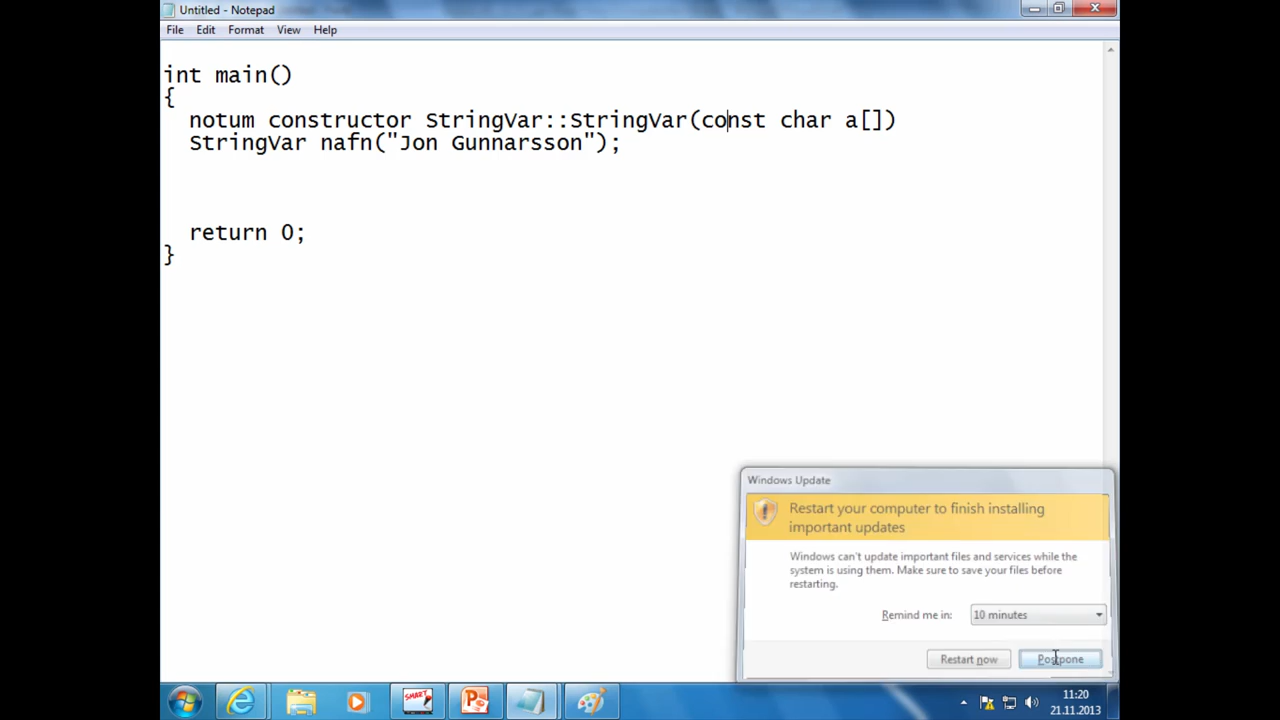 Untitled - Notepad
File Edit Format View Help
int main()
{
notum constructor StringVar::StringVar(const char a[])
StringVar nafn("Jon Gunnarsson");
return 0;
}
Windows Update
Restart your computer to finish installing
important updates
Windows can't update important files and services while the
system is using them. Make sure to save your files before
restarting.
Remind me in: 10 minutes
Restart now Postpone
SMART
11:20
21.11.2013